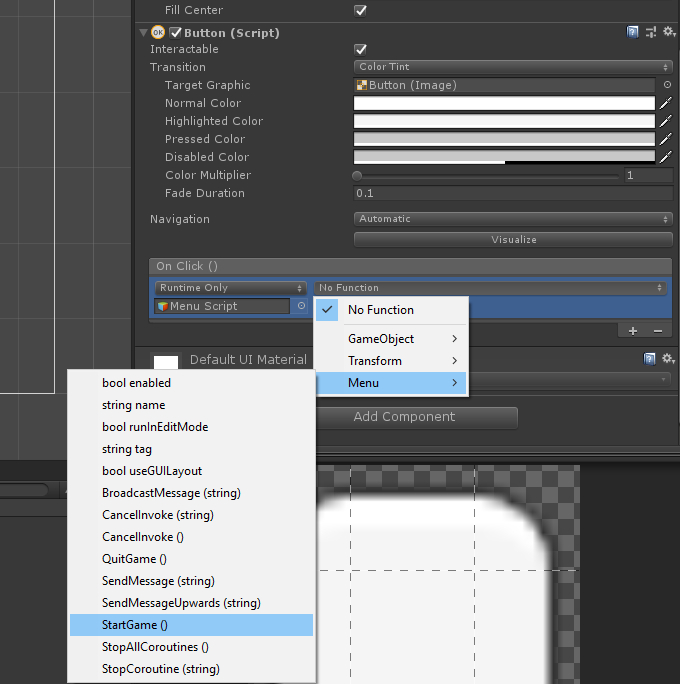 Fill Center
OK Button (Script)
Interactable
Transition Color Tint
Target Graphic Button (Image)
Normal Color
Highlighted Color
Pressed Color
Disabled Color
Color Multiplier 1
Fade Duration 0.1
Navigation Automatic
Visualize
On Click ()
Runtime Only No Function
Menu Script
No Function
GameObject
Transform
Menu
Default UI Material
Add Component
bool enabled
string name
bool runInEditMode
string tag
bool useGUILayout
BroadcastMessage (string)
CancelInvoke (string)
CancelInvoke ()
QuitGame ()
SendMessage (string)
SendMessageUpwards (string)
StartGame ()
StopAllCoroutines ()
StopCoroutine (string)